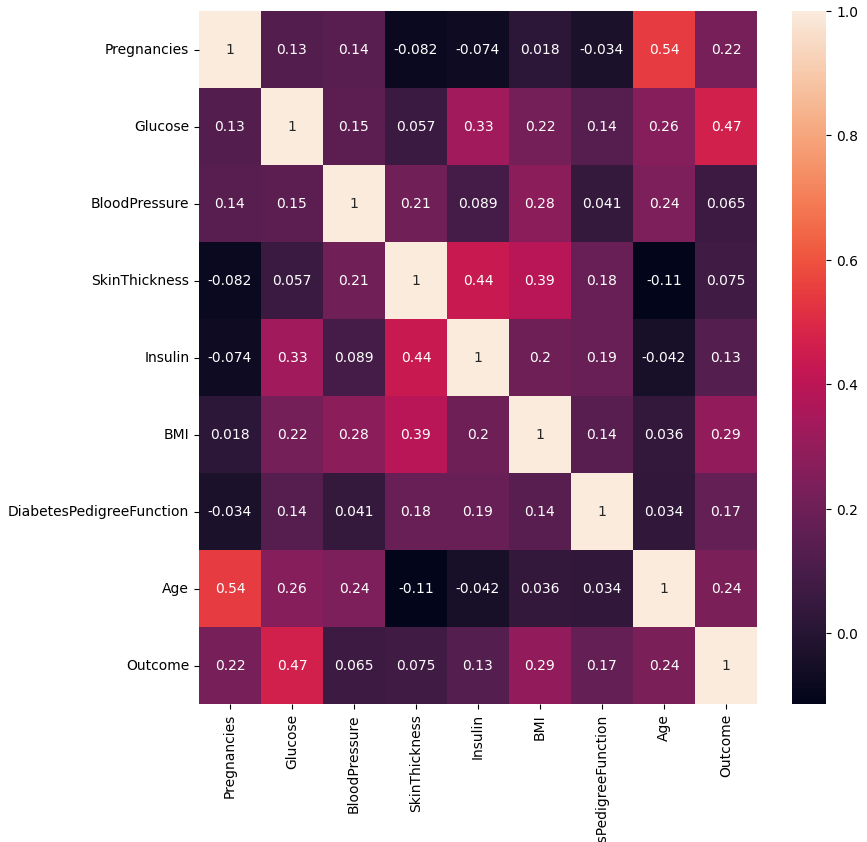 Pregnancies 1 0.13 0.14 -0.082 -0.074 0.018 -0.034 0.54 0.22
Glucose 0.13 1 0.15 0.057 0.33 0.22 0.14 0.26 0.47
BloodPressure 0.14 0.15 1 0.21 0.089 0.28 0.041 0.24 0.065
SkinThickness -0.082 0.057 0.21 1 0.44 0.39 0.18 -0.11 0.075
Insulin -0.074 0.33 0.089 0.44 1 0.2 0.19 -0.042 0.13
BMI 0.018 0.22 0.28 0.39 0.2 1 0.14 0.036 0.29
DiabetesPedigreeFunction -0.034 0.14 0.041 0.18 0.19 0.14 1 0.034 0.17
Age 0.54 0.26 0.24 -0.11 -0.042 0.036 0.034 1 0.24
Outcome 0.22 0.47 0.065 0.075 0.13 0.29 0.17 0.24 1
Pregnancies
Glucose
BloodPressure
SkinThickness
Insulin
BMI
sPedigreeFunction
Age
Outcome
1.0
0.8
0.6
0.4
0.2
0.0